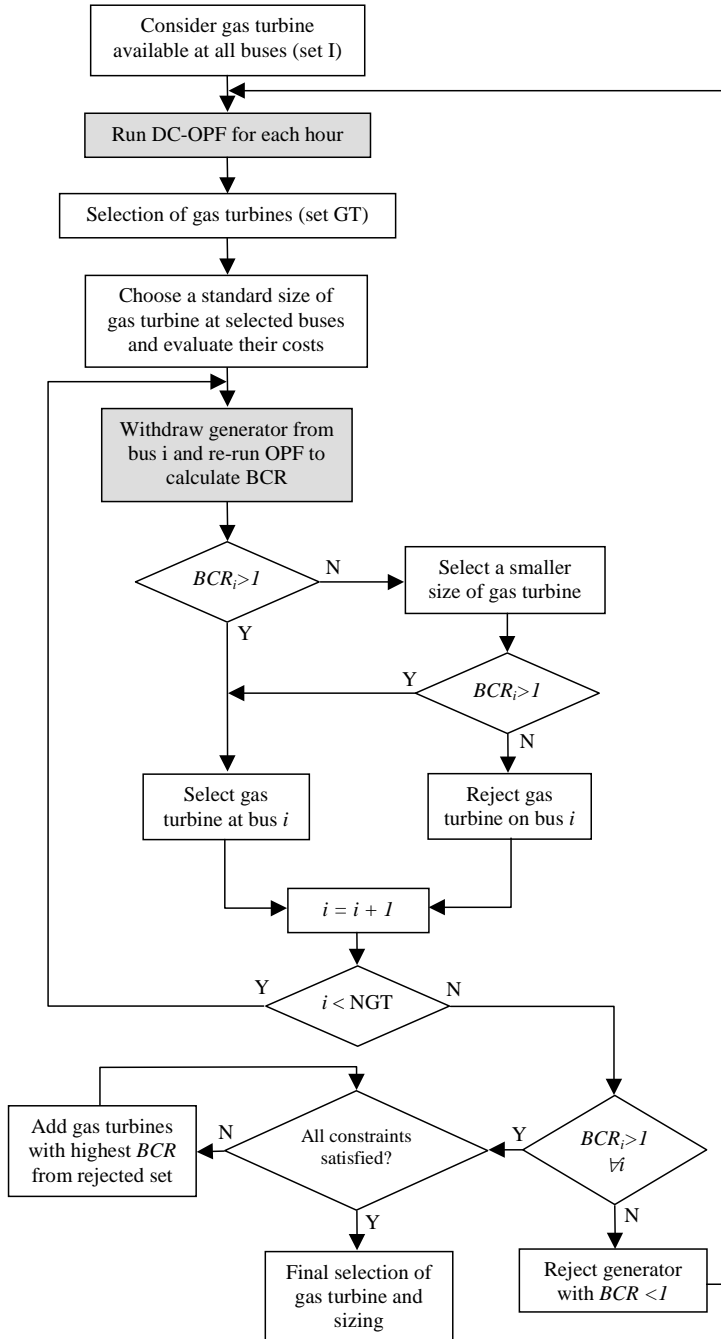 Consider gas turbine
available at all buses (set I)
Run DC-OPF for each hour
Selection of gas turbines (set GT)
Choose a standard size of
gas turbine at selected buses
and evaluate their costs
Withdraw generator from
bus i and re-run OPF to
calculate BCR
BCRi>1
N
Y
Select a smaller
size of gas turbine
BCRi>1
Y
N
Select gas
turbine at bus i
Reject gas
turbine on bus i
i = i + 1
i < NGT
Y
N
BCRi>1
∀i
Y
N
All constraints
satisfied?
N
Y
Add gas turbines
with highest BCR
from rejected set
Reject generator
with BCR <1
Final selection of
gas turbine and
sizing